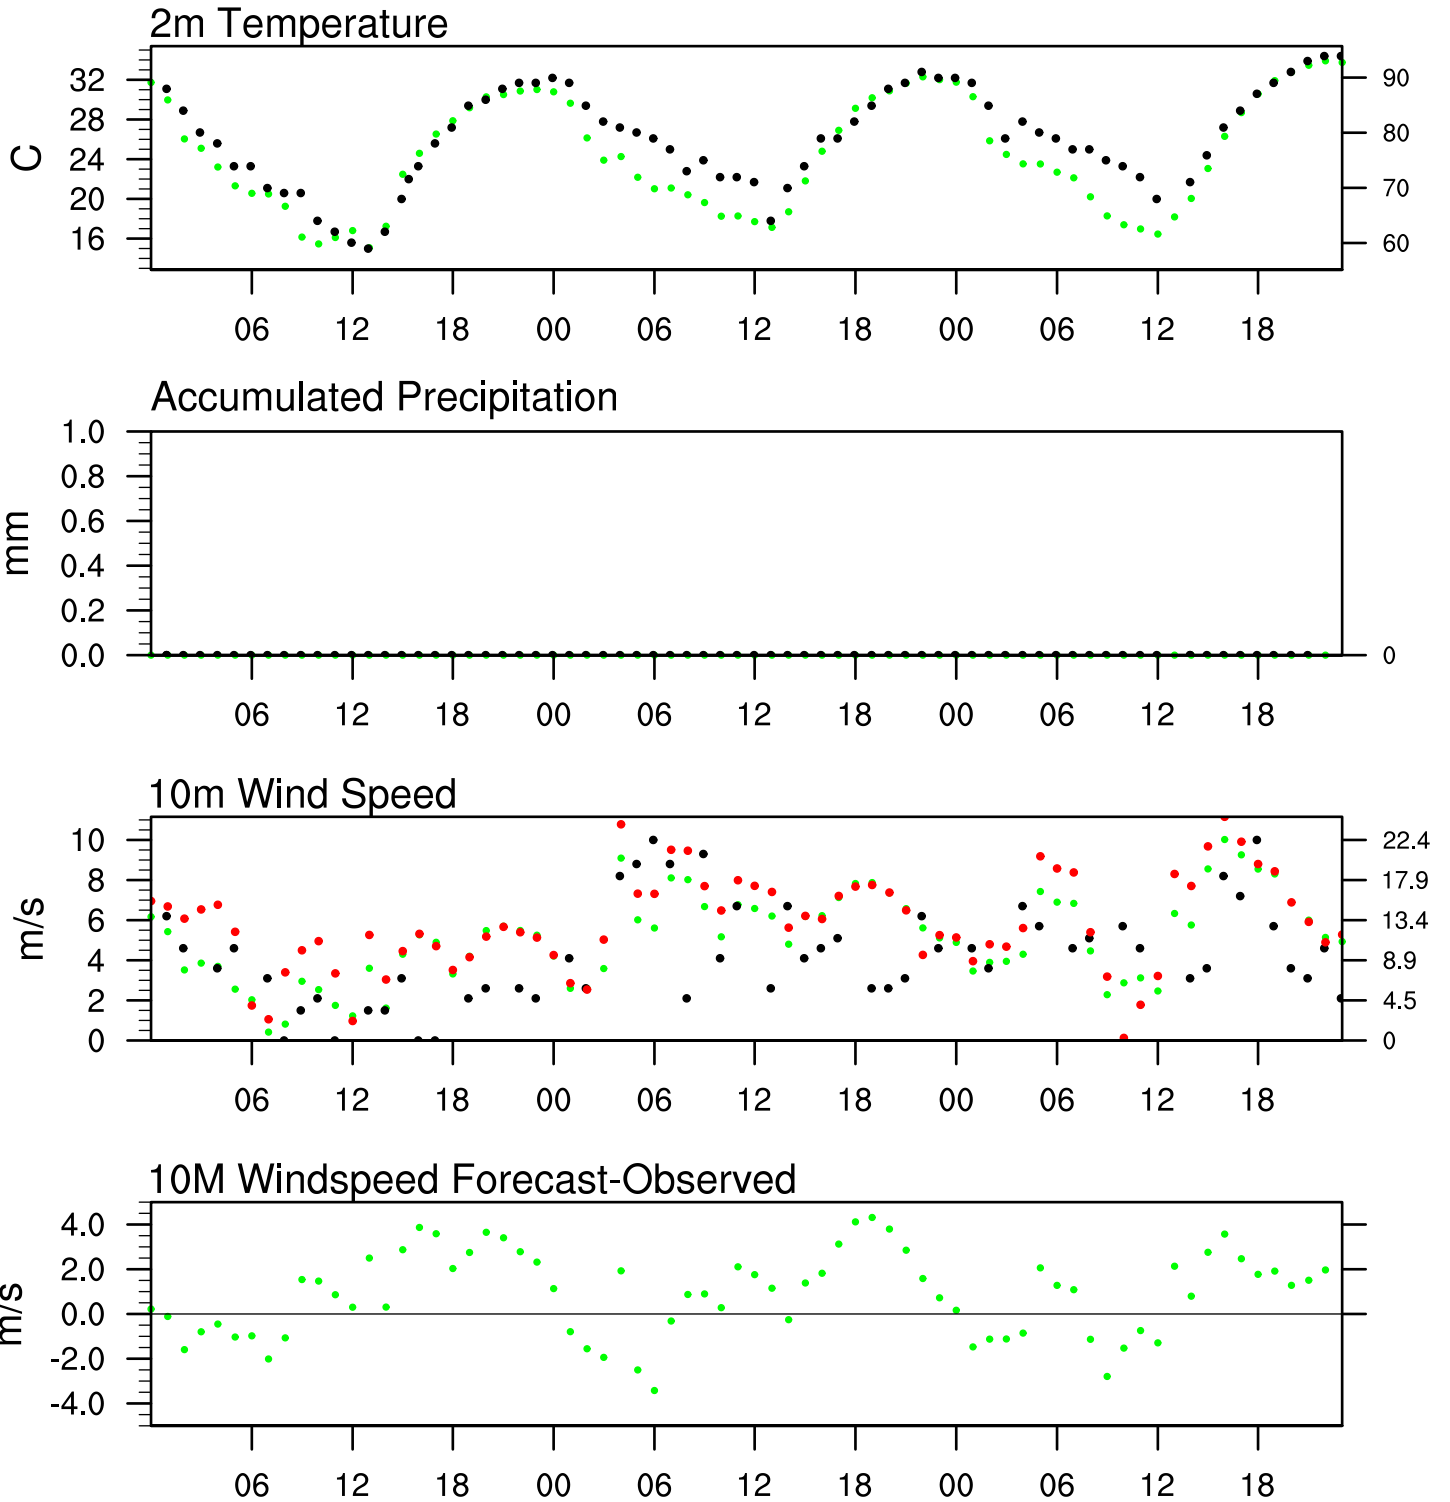 2m Temperature
32
28
24
20
16
C
90
80
70
60
06 12 18 00 06 12 18 00 06 12 18
Accumulated Precipitation
1.0
0.8
0.6
0.4
0.2
0.0
mm
0
06 12 18 00 06 12 18 00 06 12 18
10m Wind Speed
10
8
6
4
2
0
m/s
22.4
17.9
13.4
8.9
4.5
0
06 12 18 00 06 12 18 00 06 12 18
10M Windspeed Forecast-Observed
4.0
2.0
0.0
-2.0
-4.0
m/s
06 12 18 00 06 12 18 00 06 12 18